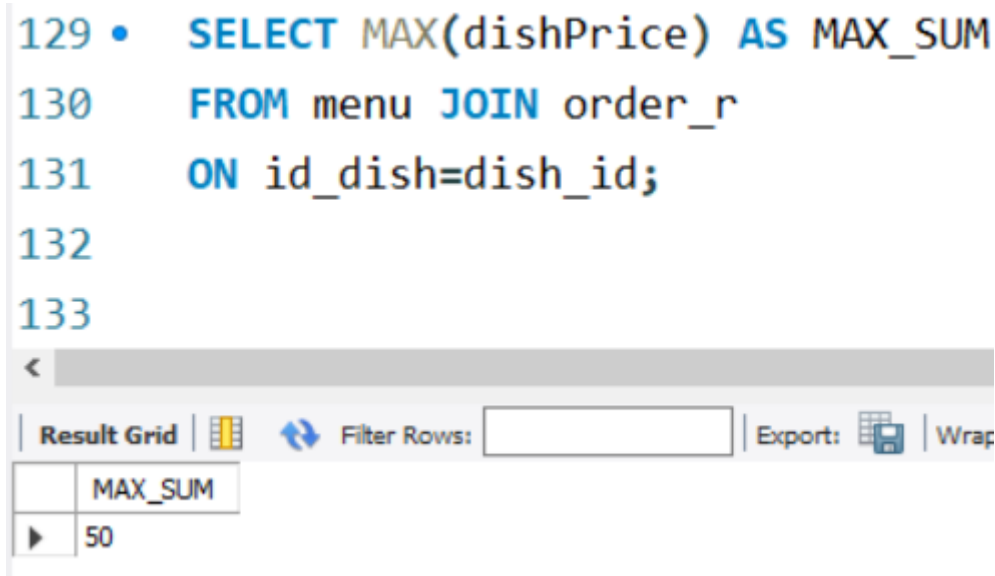 129 SELECT MAX(dishPrice) AS MAX_SUM
130 FROM menu JOIN order_r
131 ON id_dish=dish_id;
132
133
Result Grid Filter Rows: Export: Wrap
MAX_SUM
50